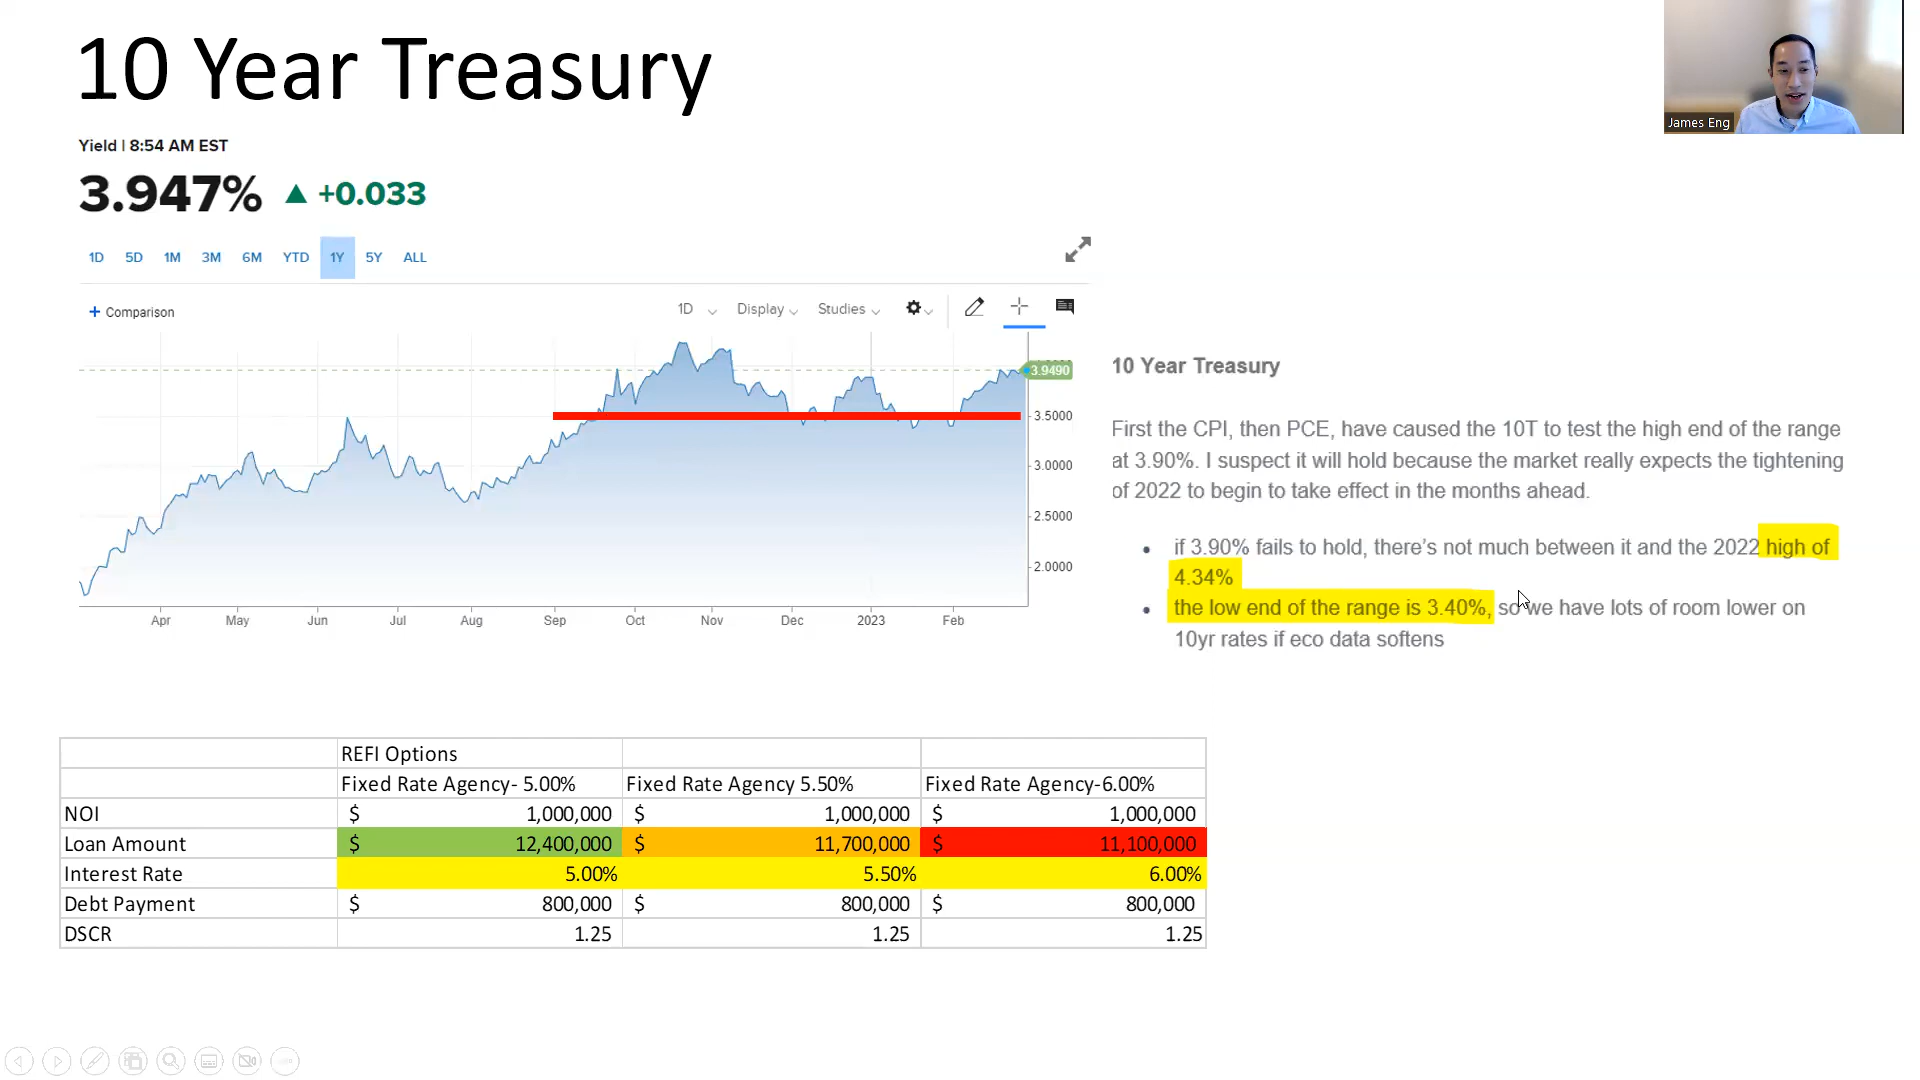 10 Year Treasury
James Eng
Yield | 8:54 AM EST
3.947% ▲ +0.033
1D 5D 1M 3M 6M YTD 1Y 5Y ALL
+ Comparison 1D Display Studies
3.9490
3.5000
3.0000
2.5000
2.0000
Apr May Jun Jul Aug Sep Oct Nov Dec 2023 Feb
10 Year Treasury
First the CPI, then PCE, have caused the 10T to test the high end of the range
at 3.90%. I suspect it will hold because the market really expects the tightening
of 2022 to begin to take effect in the months ahead.
• if 3.90% fails to hold, there's not much between it and the 2022 high of
4.34%
• the low end of the range is 3.40%, so we have lots of room lower on
10yr rates if eco data softens
REFI Options
Fixed Rate Agency- 5.00% Fixed Rate Agency 5.50% Fixed Rate Agency-6.00%
NOI $ 1,000,000 $ 1,000,000 $ 1,000,000
Loan Amount $ 12,400,000 $ 11,700,000 $ 11,100,000
Interest Rate 5.00% 5.50% 6.00%
Debt Payment $ 800,000 $ 800,000 $ 800,000
DSCR 1.25 1.25 1.25